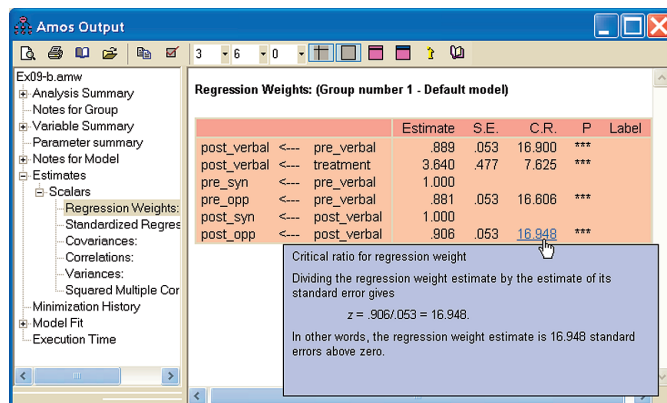 Amos Output
3 6 0
Ex09-b.amw
Analysis Summary
Notes for Group
Variable Summary
Parameter summary
Notes for Model
Estimates
Scalars
Regression Weights:
Standardized Regres
Covariances:
Correlations:
Variances:
Squared Multiple Cor
Minimization History
Model Fit
Execution Time
Regression Weights: (Group number 1 - Default model)
Estimate S.E. C.R. P Label
post_verbal <--- pre_verbal .889 .053 16.900 ***
post_verbal <--- treatment 3.640 .477 7.625 ***
pre_syn <--- pre_verbal 1.000
pre_opp <--- pre_verbal .881 .053 16.606 ***
post_syn <--- post_verbal 1.000
post_opp <--- post_verbal .906 .053 16.948 ***
Critical ratio for regression weight
Dividing the regression weight estimate by the estimate of its
standard error gives
z = .906/.053 = 16.948.
In other words, the regression weight estimate is 16.948 standard
errors above zero.